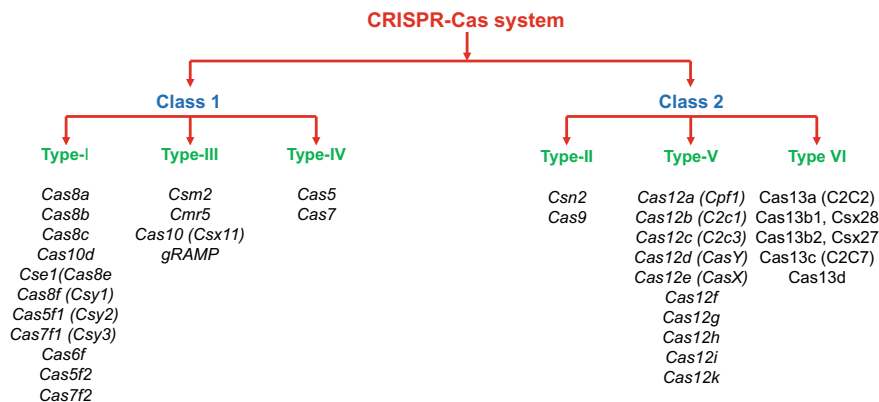 CRISPR-Cas system
Class 1
Class 2
Type-I
Type-III
Type-IV
Type-II
Type-V
Type VI
Cas8a
Cas8b
Cas8c
Cas10d
Cse1(Cas8e
Cas8f (Csy1)
Cas5f1 (Csy2)
Cas7f1 (Csy3)
Cas6f
Cas5f2
Cas7f2
Csm2
Cmr5
Cas10 (Csx11)
gRAMP
Cas5
Cas7
Csn2
Cas9
Cas12a (Cpf1)
Cas12b (C2c1)
Cas12c (C2c3)
Cas12d (CasY)
Cas12e (CasX)
Cas12f
Cas12g
Cas12h
Cas12i
Cas12k
Cas13a (C2C2)
Cas13b1, Csx28
Cas13b2, Csx27
Cas13c (C2C7)
Cas13d